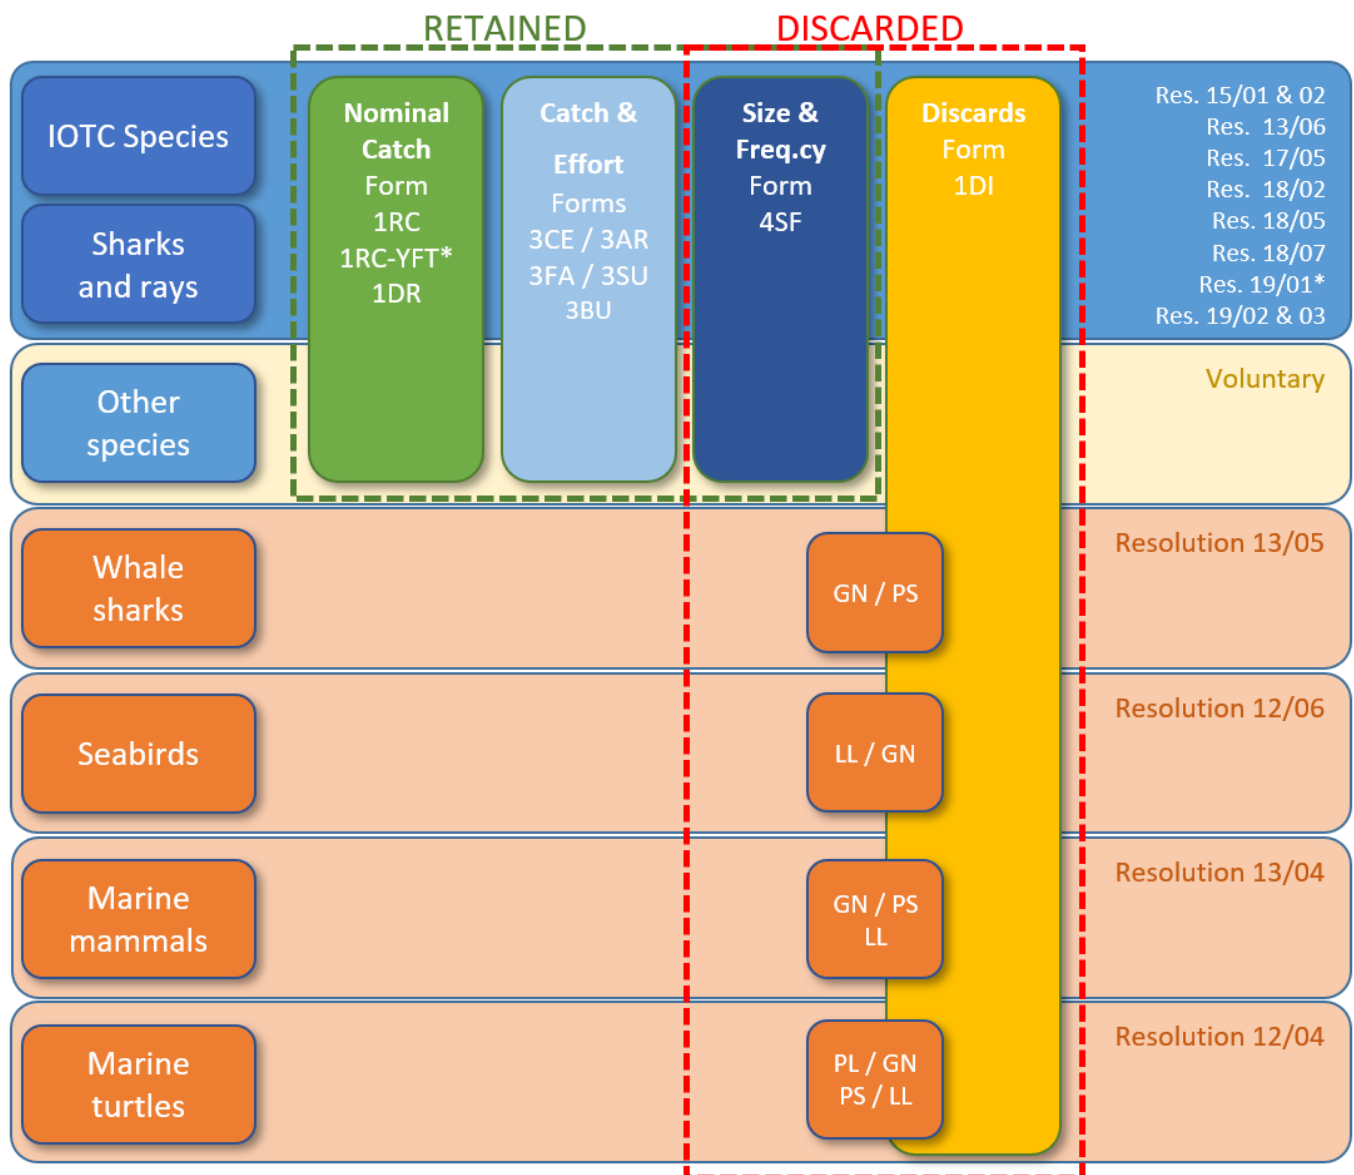 RETAINED
DISCARDED
IOTC Species
Sharks
and rays
Nominal
Catch
Form
1RC
1RC-YFT*
1DR
Catch &
Effort
Forms
3CE / 3AR
3FA / 3SU
3BU
Size &
Freq.cy
Form
4SF
Discards
Form
1DI
Res. 15/01 & 02
Res. 13/06
Res. 17/05
Res. 18/02
Res. 18/05
Res. 18/07
Res. 19/01*
Res. 19/02 & 03
Other
species
Voluntary
Whale
sharks
GN / PS
Resolution 13/05
Seabirds
LL / GN
Resolution 12/06
Marine
mammals
GN / PS
LL
Resolution 13/04
Marine
turtles
PL / GN
PS / LL
Resolution 12/04